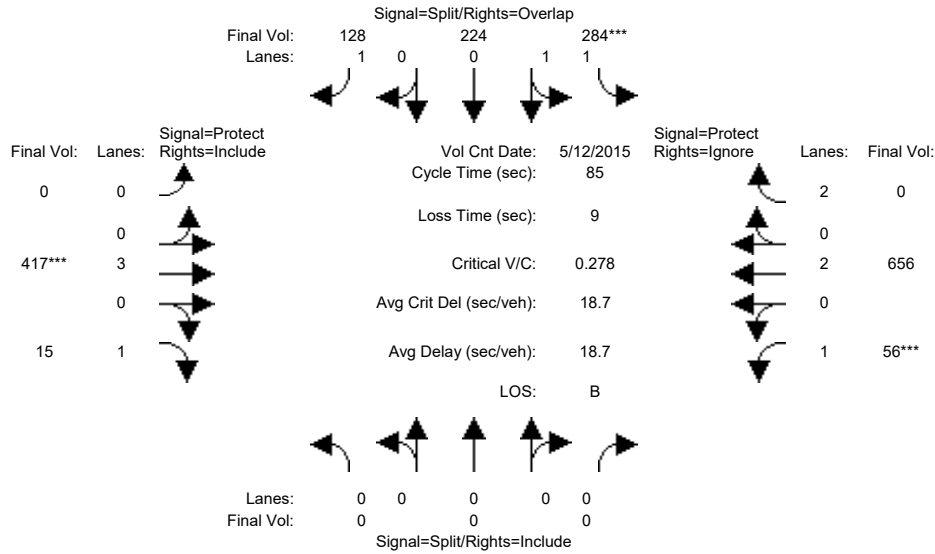 Signal=Split/Rights=Overlap
Final Vol: 128 224 284***
Lanes: 1 0 0 1 1
Signal=Protect Signal=Protect
Final Vol: Lanes: Rights=Include Vol Cnt Date: 5/12/2015 Rights=Ignore Lanes: Final Vol:
Cycle Time (sec): 85
0 0 2 0
Loss Time (sec): 9
0 0
417*** 3 Critical V/C: 0.278 2 656
0 Avg Crit Del (sec/veh): 18.7 0
15 1 Avg Delay (sec/veh): 18.7 1 56***
LOS: B
Lanes: 0 0 0 0 0
Final Vol: 0 0 0
Signal=Split/Rights=Include